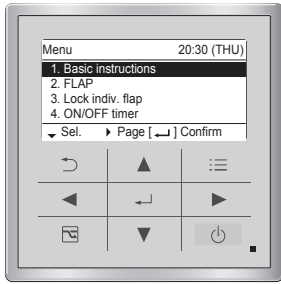 Menu 20:30 (THU)
1. Basic instructions
2. FLAP
3. Lock indiv. flap
4. ON/OFF timer
Sel. Page [ ] Confirm